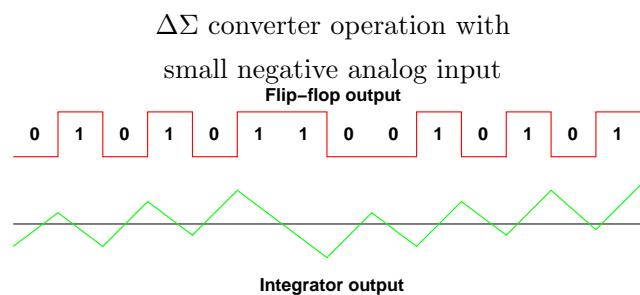 ΔΣ converter operation with
small negative analog input
Flip−flop output
0 1 0 1 0 1 1 0 0 1 0 1 0 1
Integrator output